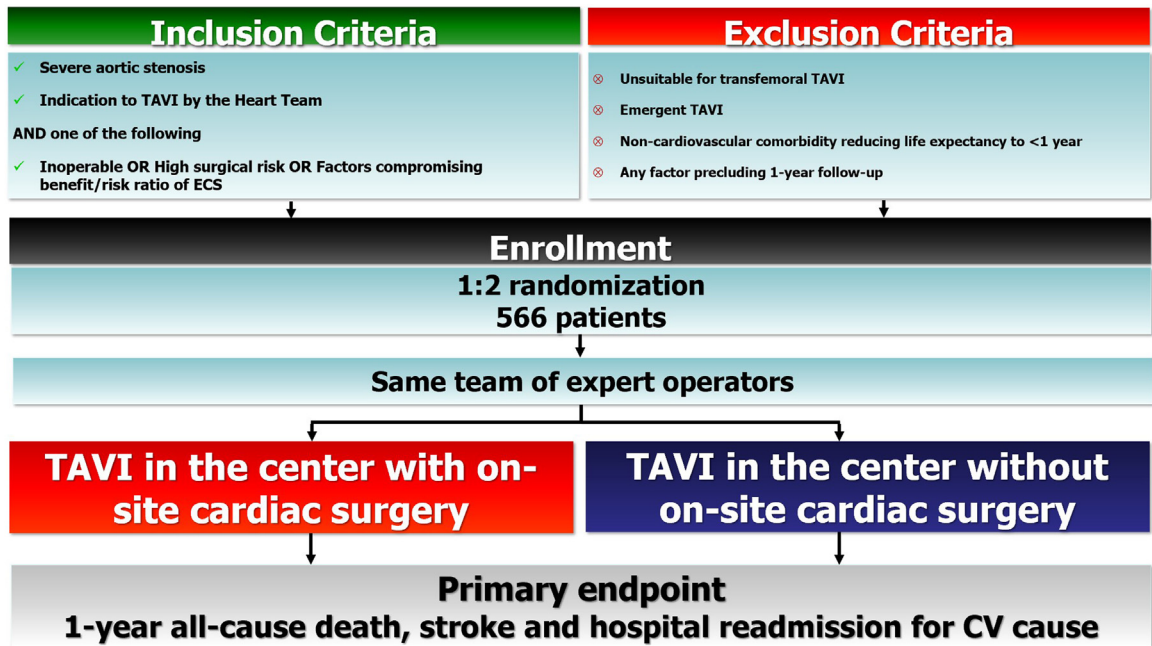 Inclusion Criteria
Severe aortic stenosis
Indication to TAVI by the Heart Team
AND one of the following
Inoperable OR High surgical risk OR Factors compromising
benefit/risk ratio of ECS
Exclusion Criteria
Unsuitable for transfemoral TAVI
Emergent TAVI
Non-cardiovascular comorbidity reducing life expectancy to <1 year
Any factor precluding 1-year follow-up
Enrollment
1:2 randomization
566 patients
Same team of expert operators
TAVI in the center with on-
site cardiac surgery
TAVI in the center without
on-site cardiac surgery
Primary endpoint
1-year all-cause death, stroke and hospital readmission for CV cause